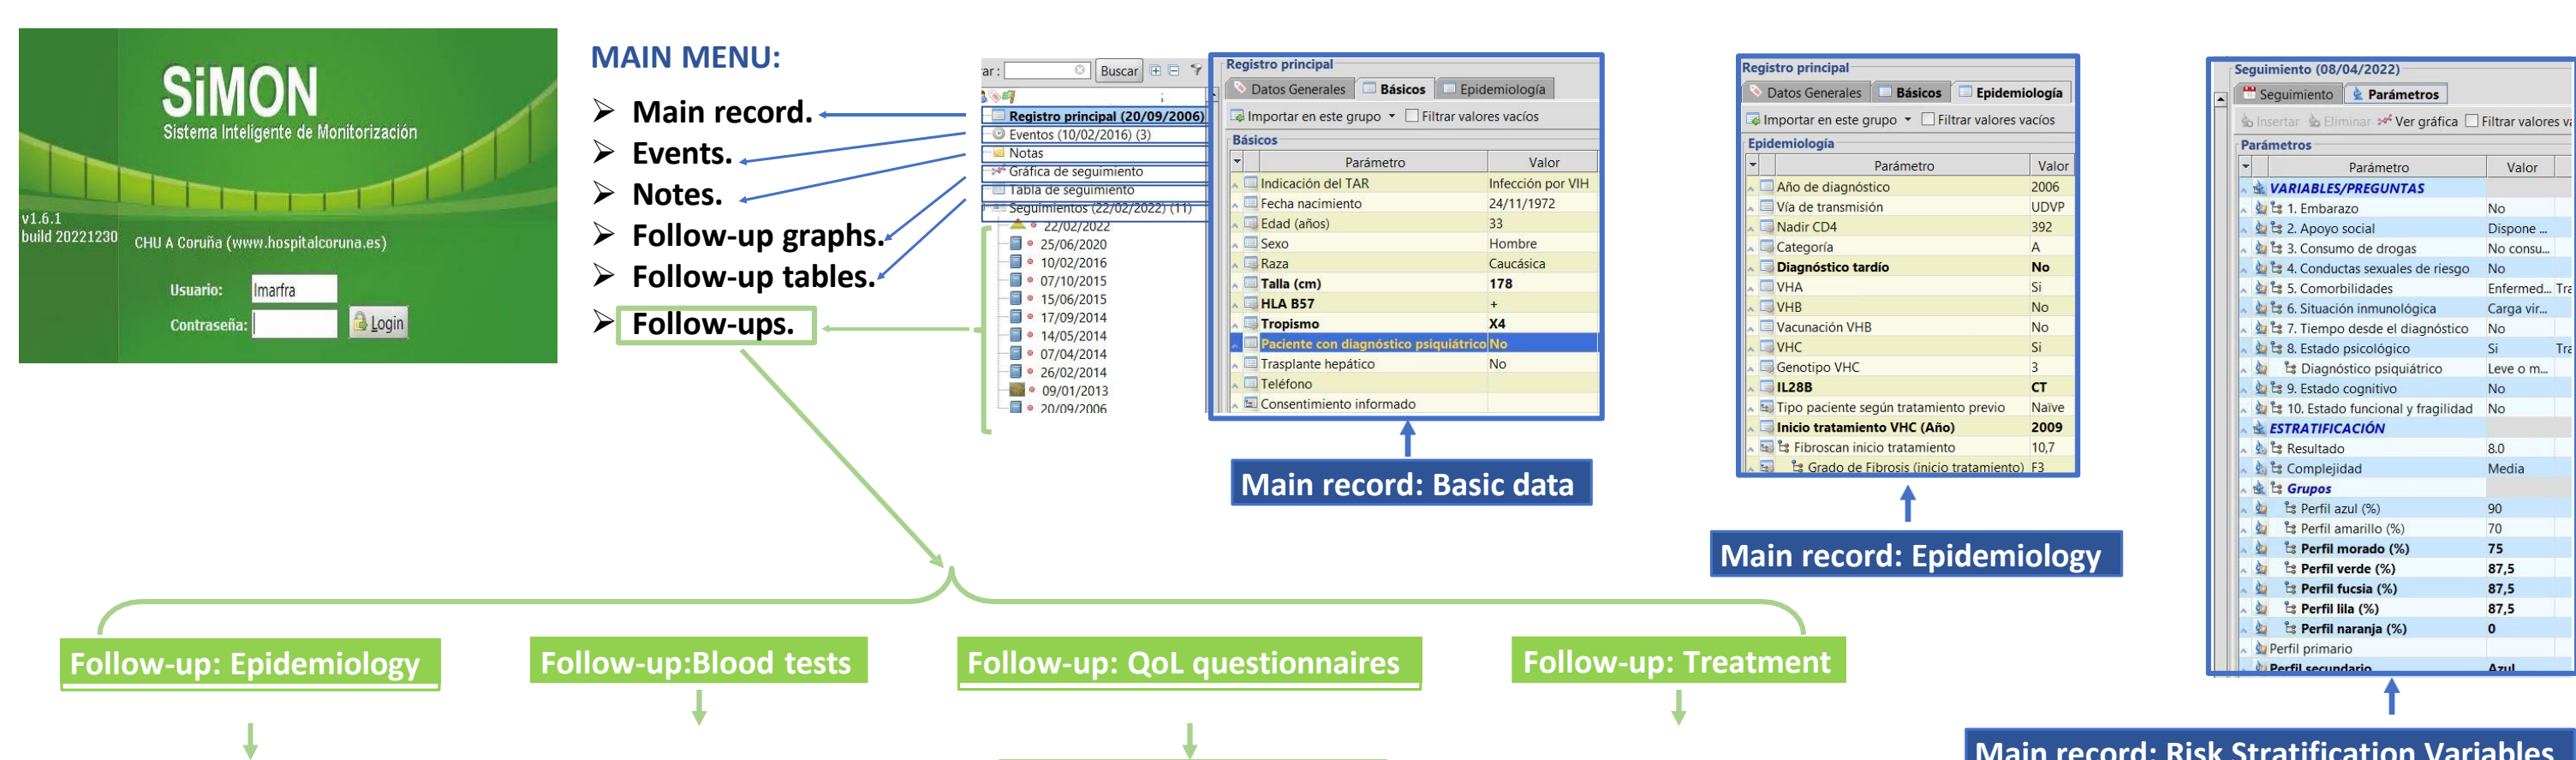 SiMON
Sistema Inteligente de Monitorización
v1.6.1
build 20221230
CHU A Coruña (www.hospitalcoruna.es)
Usuario: Imarfra
Contraseña:
Login
MAIN MENU:
➢ Main record.
➢ Events.
➢ Notes.
➢ Follow-up graphs.
➢ Follow-up tables.
➢ Follow-ups.
ar: Buscar
Registro principal (20/09/2006)
Eventos (10/02/2016) (3)
Notas
Gráfica de seguimiento
Tabla de seguimiento
Seguimientos (22/02/2022) (11)
22/02/2022
25/06/2020
10/02/2016
07/10/2015
15/06/2015
17/09/2014
14/05/2014
07/04/2014
26/02/2014
09/01/2013
20/09/2006
Registro principal
Datos Generales Básicos Epidemiología
Importar en este grupo Filtrar valores vacíos
Básicos
Parámetro Valor
Indicación del TAR Infección por VIH
Fecha nacimiento 24/11/1972
Edad (años) 33
Sexo Hombre
Raza Caucásica
Talla (cm) 178
HLA B57 +
Tropismo X4
Paciente con diagnóstico psiquiátrico No
Trasplante hepático No
Teléfono
Consentimiento informado
Main record: Basic data
Registro principal
Datos Generales Básicos Epidemiología
Importar en este grupo Filtrar valores vacíos
Epidemiología
Parámetro Valor
Año de diagnóstico 2006
Vía de transmisión UDVP
Nadir CD4 392
Categoría A
Diagnóstico tardío No
VHA Si
VHB No
Vacunación VHB No
VHC Si
Genotipo VHC 3
IL28B CT
Tipo paciente según tratamiento previo Naïve
Inicio tratamiento VHC (Año) 2009
Fibroscan inicio tratamiento 10,7
Grado de Fibrosis (inicio tratamiento) F3
Main record: Epidemiology
Seguimiento (08/04/2022)
Seguimiento Parámetros
Insertar Eliminar Ver gráfica Filtrar valores va
Parámetros
Parámetro Valor
VARIABLES/PREGUNTAS
1. Embarazo No
2. Apoyo social Dispone ...
3. Consumo de drogas No consu...
4. Conductas sexuales de riesgo No
5. Comorbilidades Enfermed... Tra
6. Situación inmunológica Carga vir...
7. Tiempo desde el diagnóstico No
8. Estado psicológico Si Tra
Diagnóstico psiquiátrico Leve o m...
9. Estado cognitivo No
10. Estado funcional y fragilidad No
ESTRATIFICACIÓN
Resultado 8.0
Complejidad Media
Grupos
Perfil azul (%) 90
Perfil amarillo (%) 70
Perfil morado (%) 75
Perfil verde (%) 87,5
Perfil fucsia (%) 87,5
Perfil lila (%) 87,5
Perfil naranja (%) 0
Perfil primario
Perfil secundario Azul
Main record: Risk Stratification Variables
Follow-up: Epidemiology
Follow-up:Blood tests
Follow-up: QoL questionnaires
Follow-up: Treatment